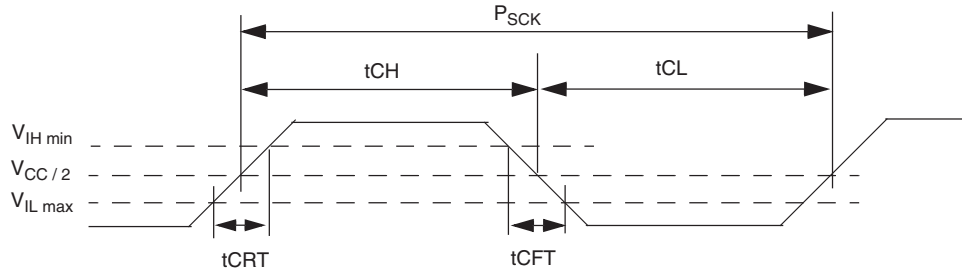 PSCK
tCH
tCL
VIH min
VCC / 2
VIL max
tCRT
tCFT